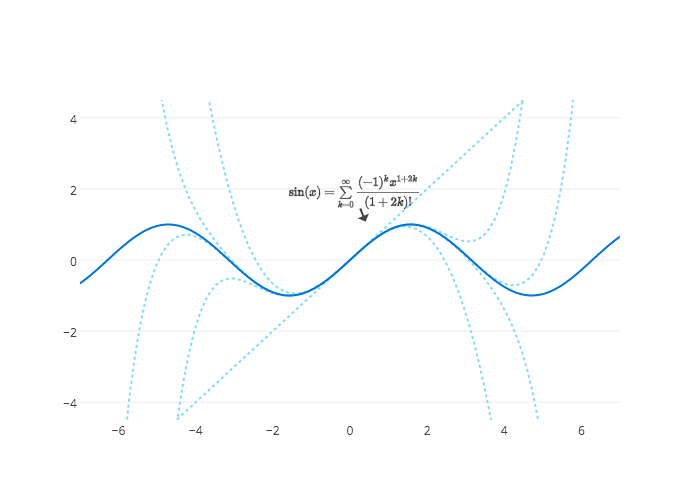 4
2
sin(x) = ∞∑k=0 (−1)^k x^{1+2k} / (1 + 2k)!
0
−2
−4
−6 −4 −2 0 2 4 6